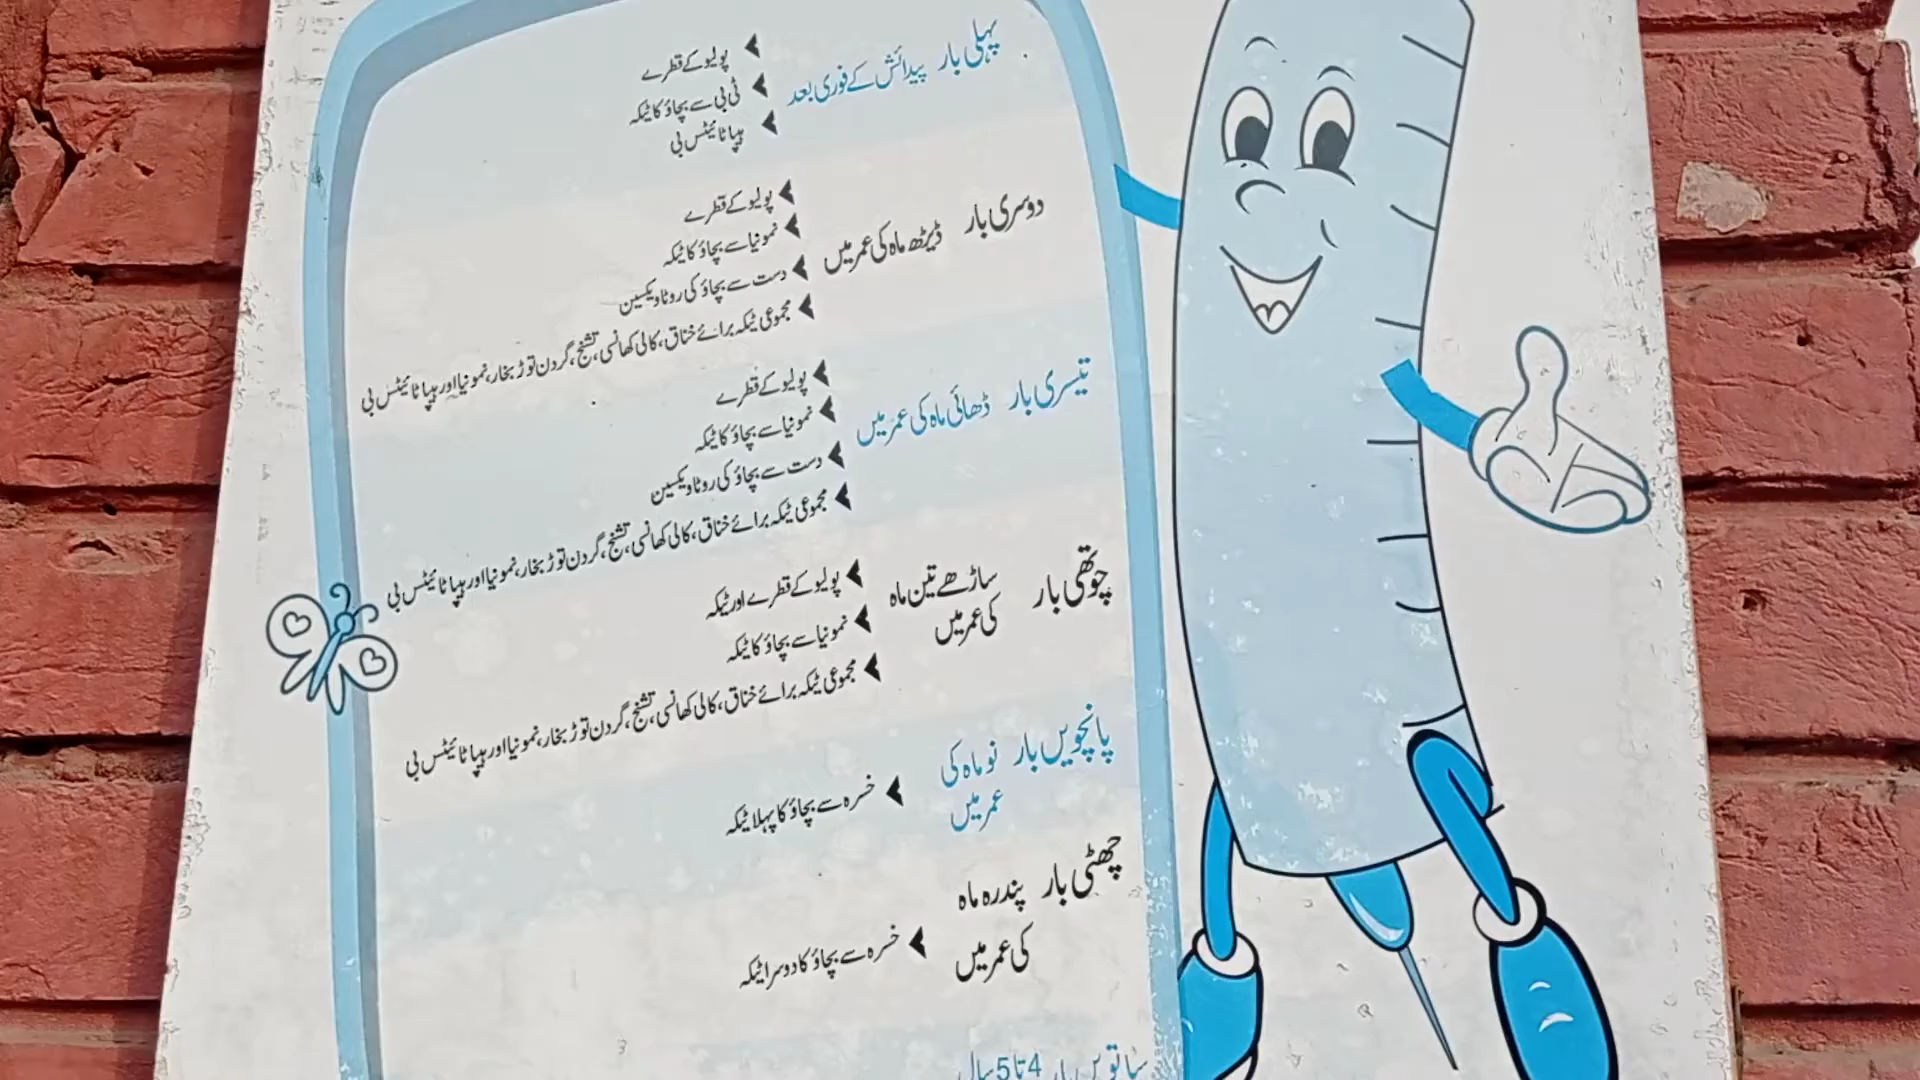 پہلی بار پیدائش کے فوری بعد
پولیو کے قطرے
ٹی بی سے بچاؤ کا ٹیکہ
ہیپاٹائیٹس بی
دوسری بار ڈیڑھ ماہ کی عمر میں
پولیو کے قطرے
نمونیا سے بچاؤ کا ٹیکہ
دست سے بچاؤ کی روٹا ویکسین
مجموعی ٹیکہ برائے خناق، کالی کھانسی، تشنج، گردن توڑ بخار، نمونیا اور ہیپاٹائیٹس بی
تیسری بار ڈھائی ماہ کی عمر میں
پولیو کے قطرے
نمونیا سے بچاؤ کا ٹیکہ
دست سے بچاؤ کی روٹا ویکسین
مجموعی ٹیکہ برائے خناق، کالی کھانسی، تشنج، گردن توڑ بخار، نمونیا اور ہیپاٹائیٹس بی
چوتھی بار ساڑھے تین ماہ
کی عمر میں
پولیو کے قطرے اور ٹیکہ
نمونیا سے بچاؤ کا ٹیکہ
مجموعی ٹیکہ برائے خناق، کالی کھانسی، تشنج، گردن توڑ بخار، نمونیا اور ہیپاٹائیٹس بی
پانچویں بار نو ماہ کی
عمر میں
خسرہ سے بچاؤ کا پہلا ٹیکہ
چھٹی بار پندرہ ماہ
کی عمر میں
خسرہ سے بچاؤ کا دوسرا ٹیکہ
ساتویں بار 4 تا 5 سال